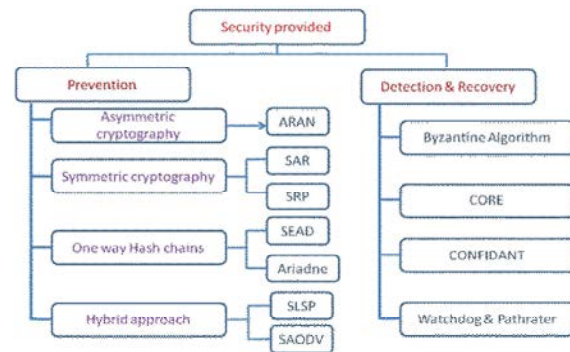 Security provided
Prevention
Detection & Recovery
Asymmetric
cryptography
ARAN
Symmetric cryptography
SAR
SRP
One way Hash chains
SEAD
Ariadne
Hybrid approach
SLSP
SAODV
Byzantine Algorithm
CORE
CONFIDANT
Watchdog & Pathrater